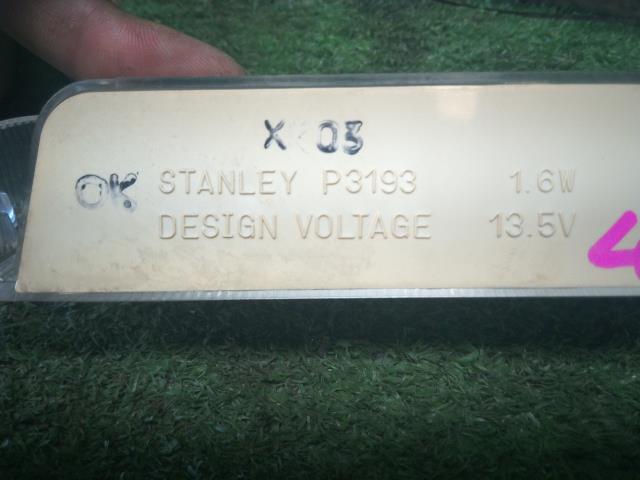 X 03
OK STANLEY P3193 1.6W
DESIGN VOLTAGE 13.5V